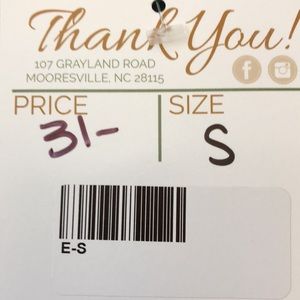 Thank You!
107 GRAYLAND ROAD
MOORESVILLE, NC 28115
PRICE SIZE
31- S
E-S